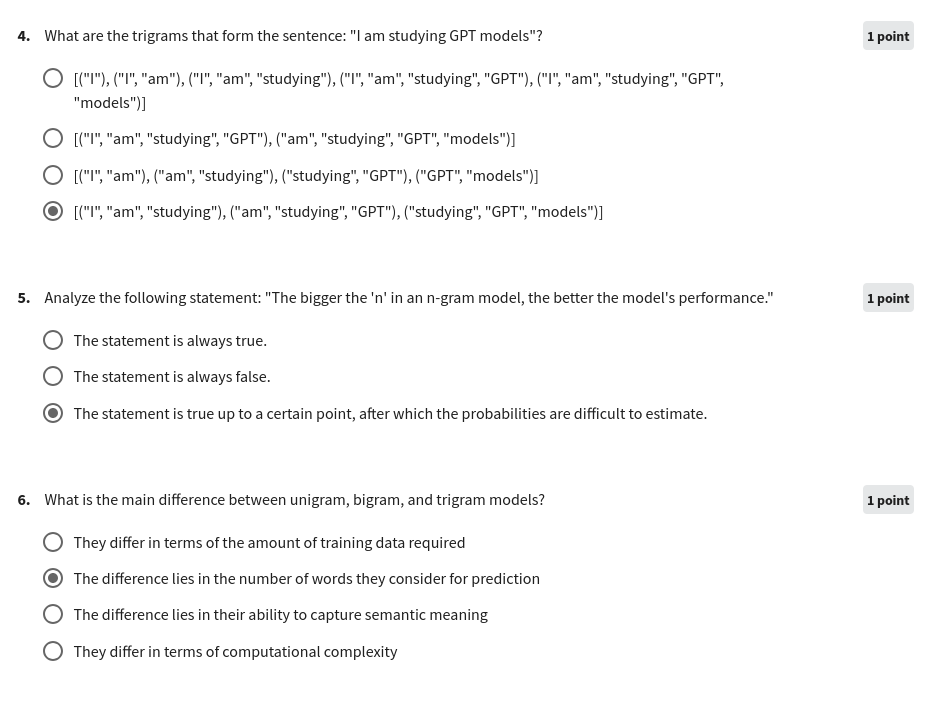 4. What are the trigrams that form the sentence: "I am studying GPT models"? 1 point
[("I"), ("I", "am"), ("I", "am", "studying"), ("I", "am", "studying", "GPT"), ("I", "am", "studying", "GPT",
"models")]
[("I", "am", "studying", "GPT"), ("am", "studying", "GPT", "models")]
[("I", "am"), ("am", "studying"), ("studying", "GPT"), ("GPT", "models")]
[("I", "am", "studying"), ("am", "studying", "GPT"), ("studying", "GPT", "models")]
5. Analyze the following statement: "The bigger the 'n' in an n-gram model, the better the model's performance." 1 point
The statement is always true.
The statement is always false.
The statement is true up to a certain point, after which the probabilities are difficult to estimate.
6. What is the main difference between unigram, bigram, and trigram models? 1 point
They differ in terms of the amount of training data required
The difference lies in the number of words they consider for prediction
The difference lies in their ability to capture semantic meaning
They differ in terms of computational complexity